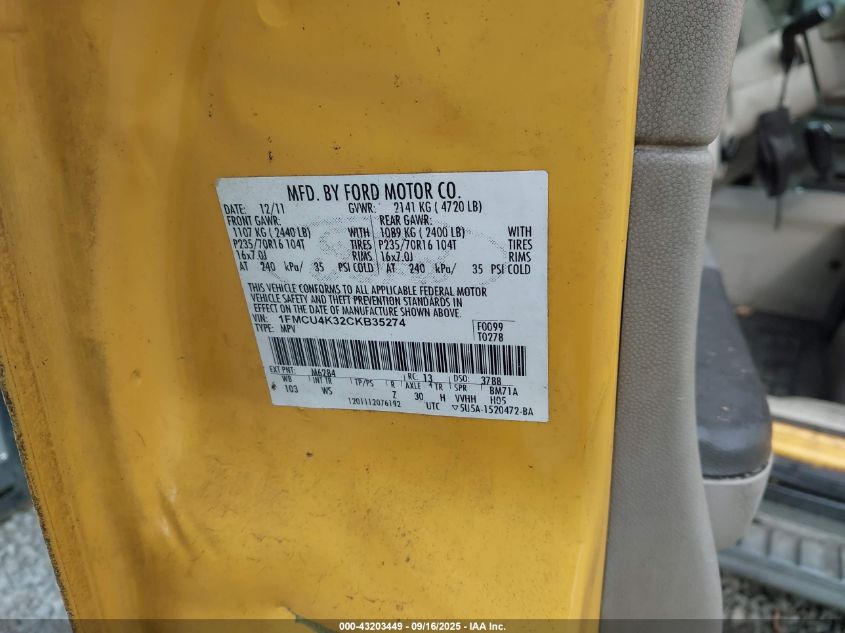 MFD. BY FORD MOTOR CO.
DATE: 12/11 GVWR: 2141 KG ( 4720 LB)
FRONT GAWR: REAR GAWR:
1107 KG ( 2440 LB) WITH 1089 KG ( 2400 LB) WITH
P235/70R16 104T TIRES P235/70R16 104T TIRES
16x7.0J RIMS 16x7.0J RIMS
AT 240 kPa/ 35 PSI COLD AT 240 kPa/ 35 PSI COLD
THIS VEHICLE CONFORMS TO ALL APPLICABLE FEDERAL MOTOR
VEHICLE SAFETY AND THEFT PREVENTION STANDARDS IN
EFFECT ON THE DATE OF MANUFACTURE SHOWN ABOVE.
VIN: 1FMCU4K32CKB35274 F0099
TYPE: MPV T0278
EXT PNT: M6284 RC: 13 DSO: 3788
WB INT TR TP/PS R AXLE TR SPR BM71A
103 WS Z 30 H VVHH H05
1201112076192 UTC ▽5U5A-1520472-BA
000-43203449 - 09/16/2025 - IAA Inc.